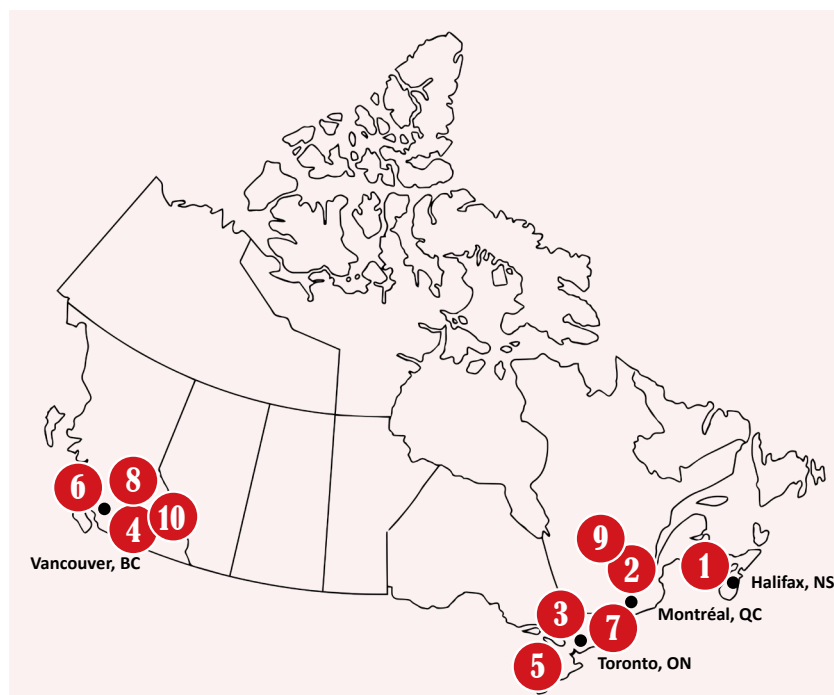 6
8
4
10
Vancouver, BC
9
2
1
Halifax, NS
Montréal, QC
3
7
Toronto, ON
5